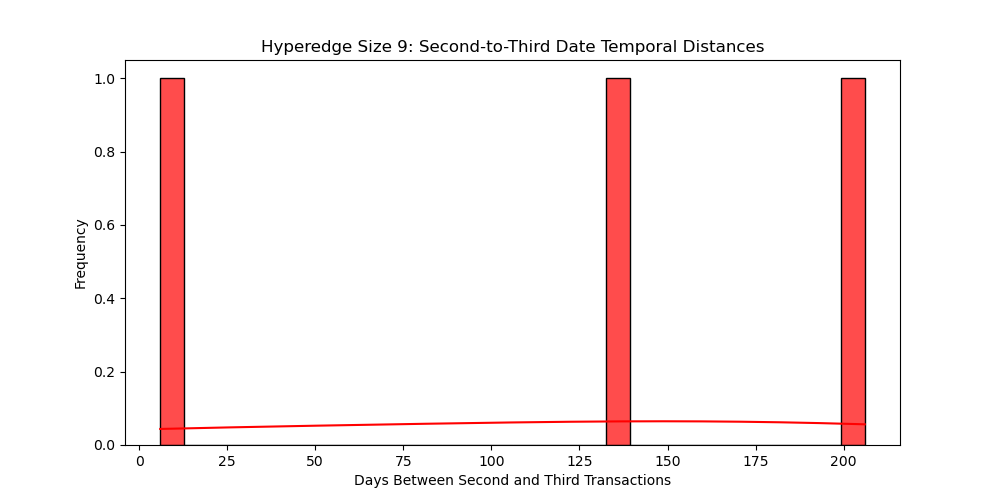 Hyperedge Size 9: Second-to-Third Date Temporal Distances
1.0
0.8
0.6
0.4
0.2
0.0
Frequency
0 25 50 75 100 125 150 175 200
Days Between Second and Third Transactions